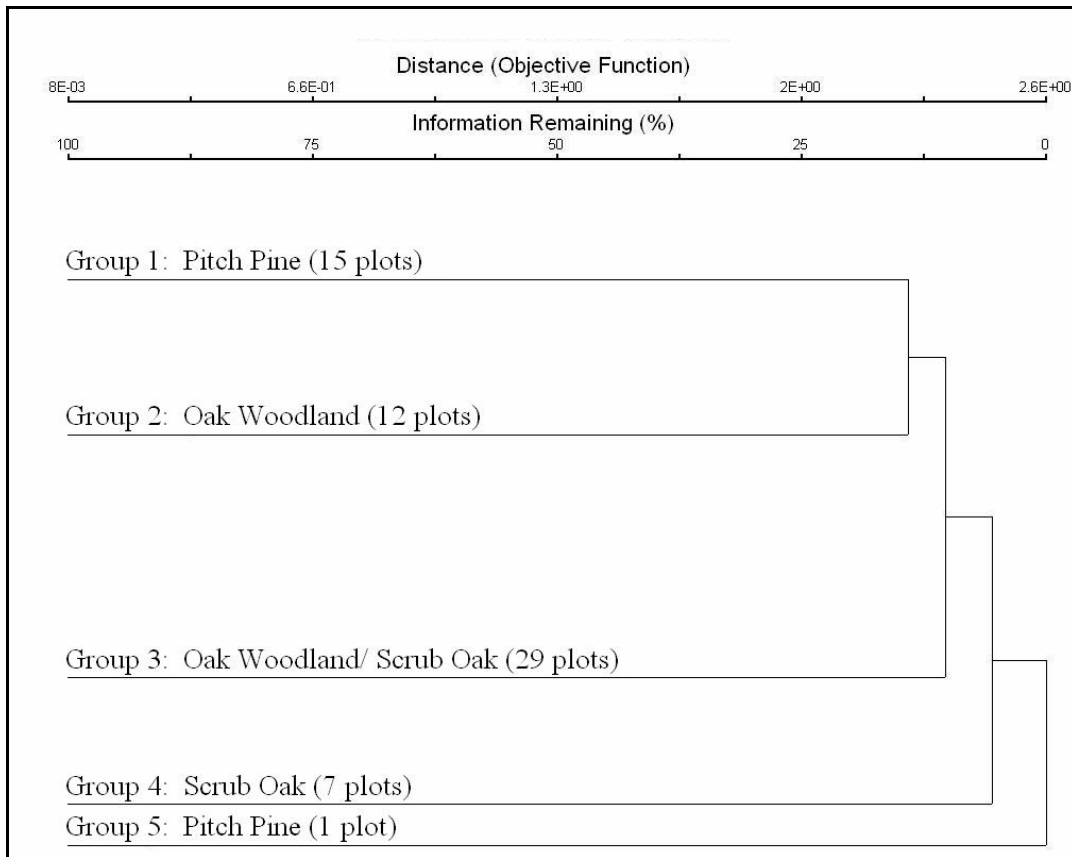 Distance (Objective Function)
8E-03 6.6E-01 1.3E+00 2E+00 2.6E+00
Information Remaining (%)
100 75 50 25 0
Group 1: Pitch Pine (15 plots)
Group 2: Oak Woodland (12 plots)
Group 3: Oak Woodland/ Scrub Oak (29 plots)
Group 4: Scrub Oak (7 plots)
Group 5: Pitch Pine (1 plot)